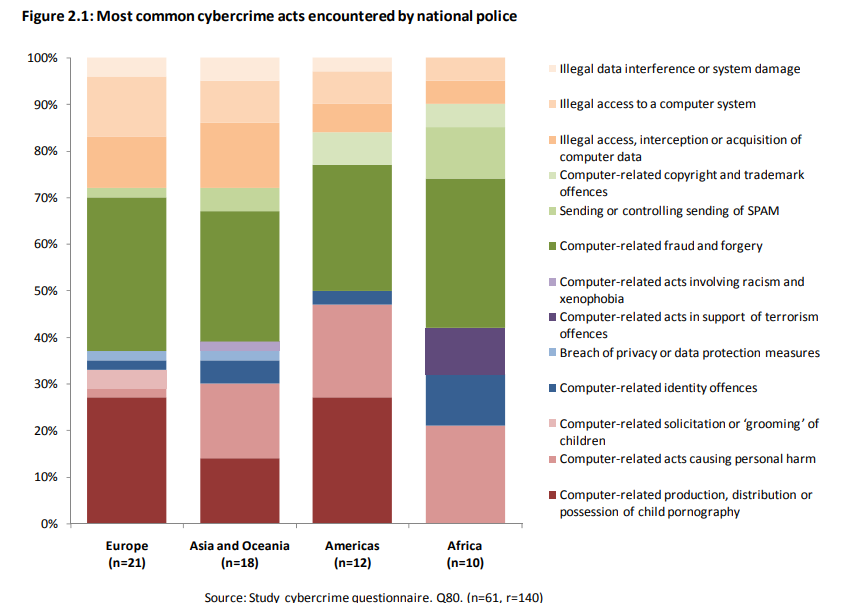 Figure 2.1: Most common cybercrime acts encountered by national police
100%
90%
80%
70%
60%
50%
40%
30%
20%
10%
0%
Europe
(n=21)
Asia and Oceania
(n=18)
Americas
(n=12)
Africa
(n=10)
Illegal data interference or system damage
Illegal access to a computer system
Illegal access, interception or acquisition of
computer data
Computer-related copyright and trademark
offences
Sending or controlling sending of SPAM
Computer-related fraud and forgery
Computer-related acts involving racism and
xenophobia
Computer-related acts in support of terrorism
offences
Breach of privacy or data protection measures
Computer-related identity offences
Computer-related solicitation or ‘grooming’ of
children
Computer-related acts causing personal harm
Computer-related production, distribution or
possession of child pornography
Source: Study cybercrime questionnaire. Q80. (n=61, r=140)